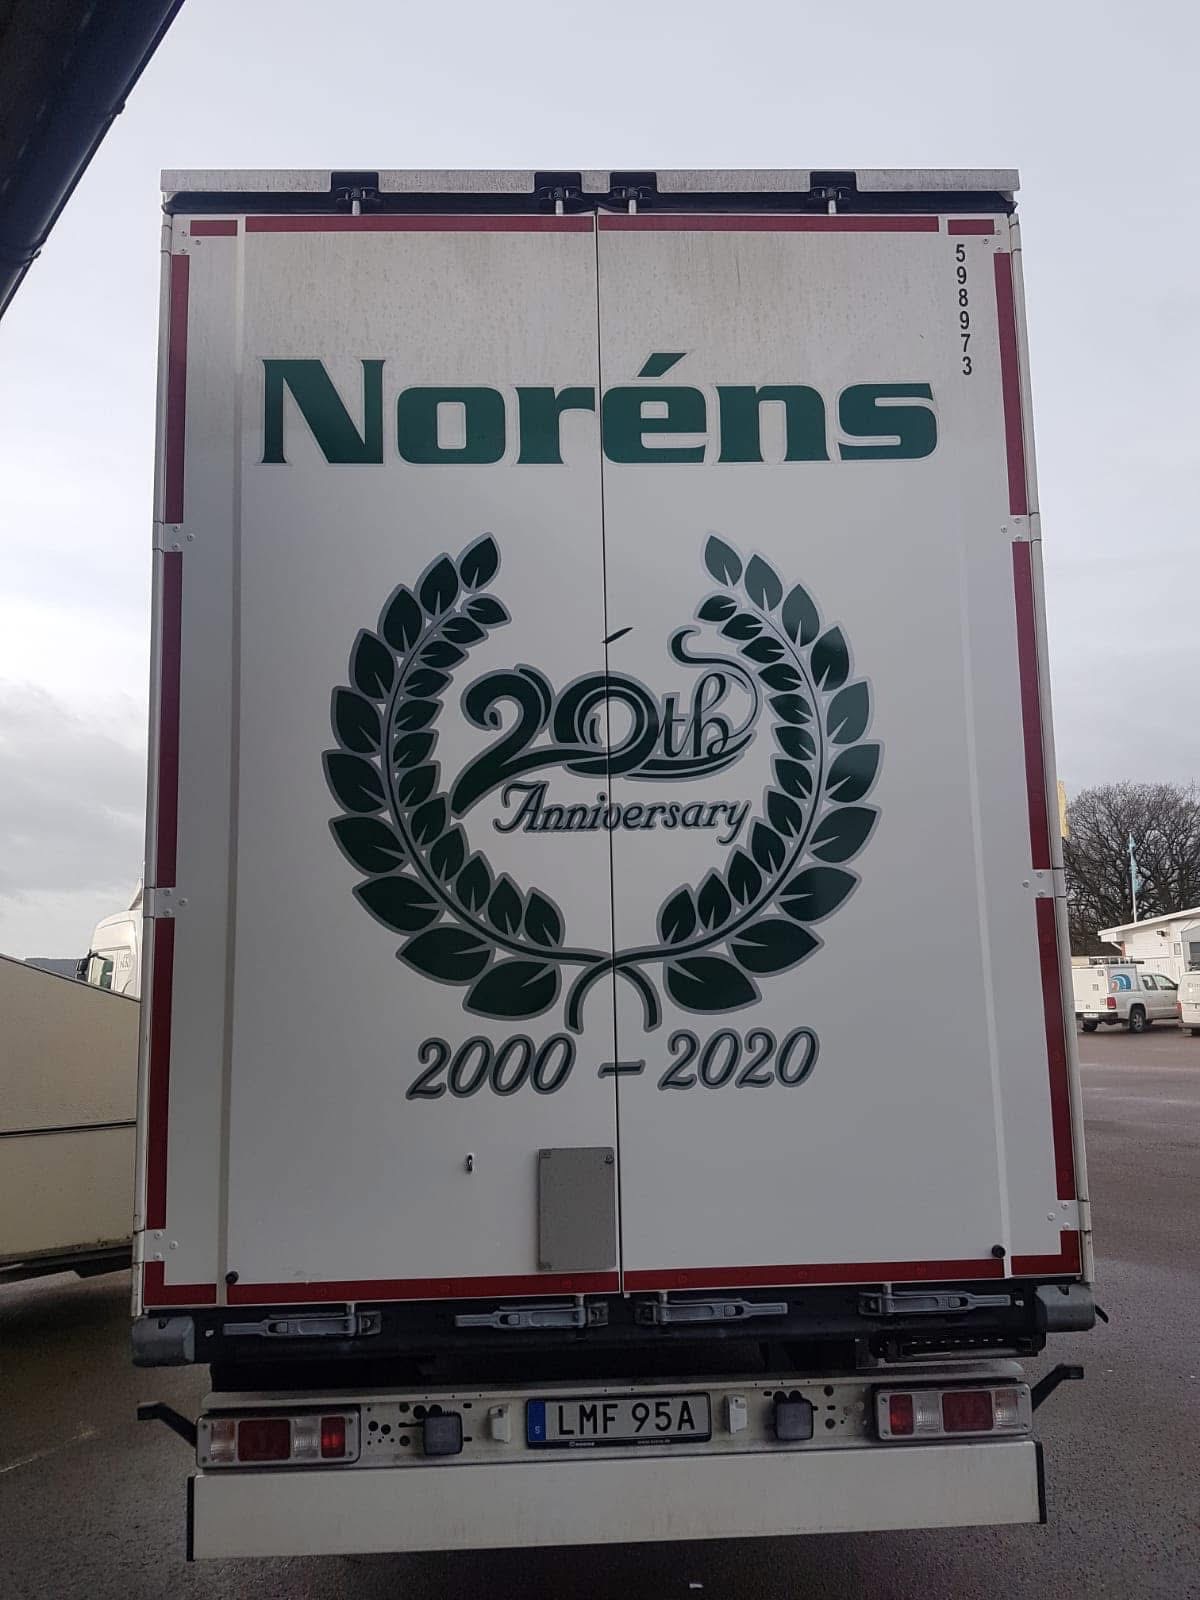 598973
Noréns
20th
Anniversary
2000 – 2020
S
LMF 95A